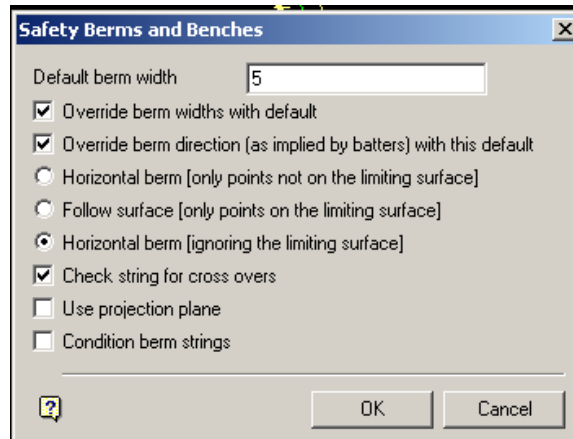 Safety Berms and Benches
Default berm width 5
Override berm widths with default
Override berm direction (as implied by batters) with this default
Horizontal berm [only points not on the limiting surface]
Follow surface [only points on the limiting surface]
Horizontal berm [ignoring the limiting surface]
Check string for cross overs
Use projection plane
Condition berm strings
OK Cancel